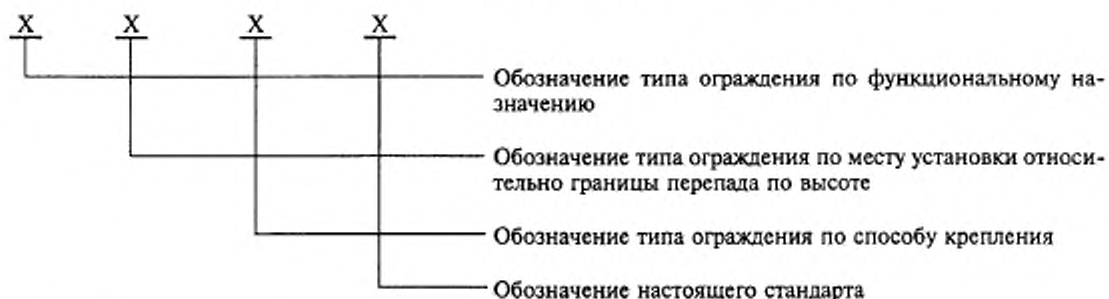 X X X X
Обозначение типа ограждения по функциональному на-
значению
Обозначение типа ограждения по месту установки относи-
тельно границы перепада по высоте
Обозначение типа ограждения по способу крепления
Обозначение настоящего стандарта